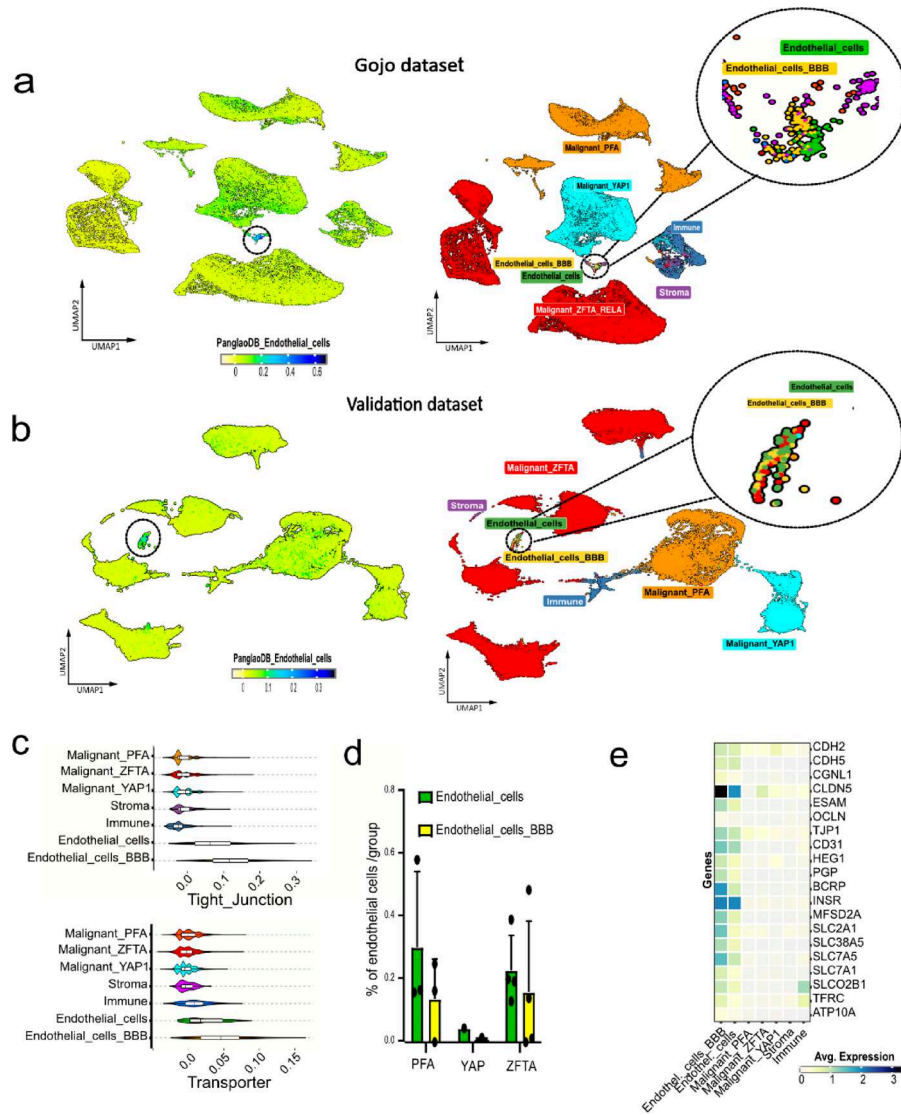 a
Gojo dataset
Endothelial_cells
Endothelial_cells_BBB
Malignant_PFA
Malignant_YAP1
Immune
Endothelial_cells_BBB
Endothelial_cells
Stroma
Malignant_ZFTA_RELA
UMAP2
UMAP1
PanglaoDB_Endothelial_cells
0 0.2 0.4 0.6
UMAP2
UMAP1
b
Validation dataset
Endothelial_cells
Endothelial_cells_BBB
Malignant_ZFTA
Stroma
Endothelial_cells
Endothelial_cells_BBB
Immune
Malignant_PFA
Malignant_YAP1
UMAP2
UMAP1
PanglaoDB_Endothelial_cells
0 0.1 0.2 0.3
UMAP2
UMAP1
c
Malignant_PFA
Malignant_ZFTA
Malignant_YAP1
Stroma
Immune
Endothelial_cells
Endothelial_cells_BBB
0.0 0.1 0.2 0.3
Tight_Junction
Malignant_PFA
Malignant_ZFTA
Malignant_YAP1
Stroma
Immune
Endothelial_cells
Endothelial_cells_BBB
0.0 0.05 0.10 0.15
Transporter
d
% of endothelial cells /group
0.8
0.6
0.4
0.2
0.0
Endothelial_cells
Endothelial_cells_BBB
PFA YAP ZFTA
e
Genes
CDH2
CDH5
CGNL1
CLDN5
ESAM
OCLN
TJP1
CD31
HEG1
PGP
BCRP
INSR
MFSD2A
SLC2A1
SLC38A5
SLC7A5
SLC7A1
SLCO2B1
TFRC
ATP10A
Endothel._cells_BBB
Endother._cells
Malignant_PFA
Malignant_ZFTA
Malignant_YAP1
Stroma
Immune
Avg. Expression
0 1 2 3